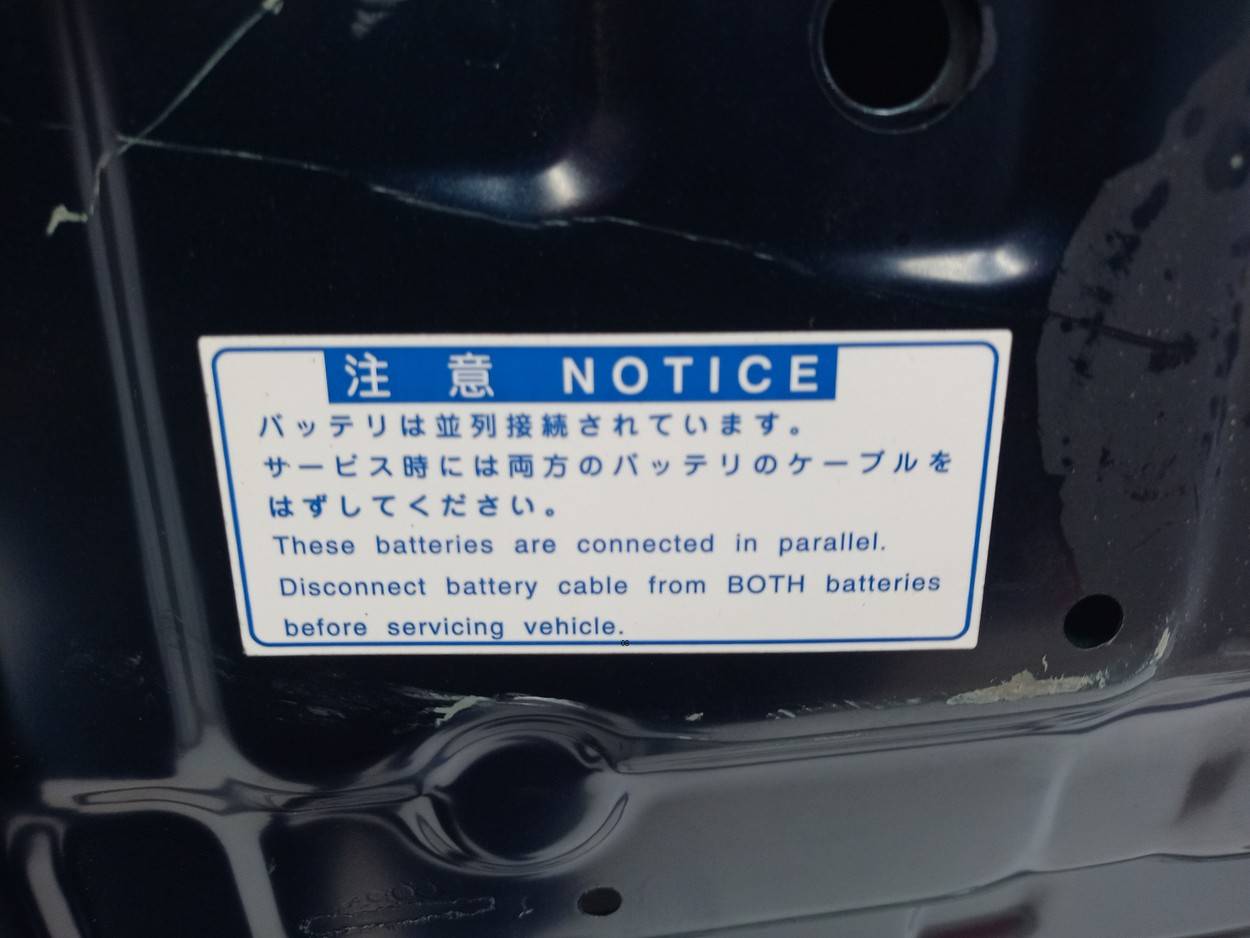 注 意 NOTICE
バッテリは並列接続されています。
サービス時には両方のバッテリのケーブルを
はずしてください。
These batteries are connected in parallel.
Disconnect battery cable from BOTH batteries
before servicing vehicle.